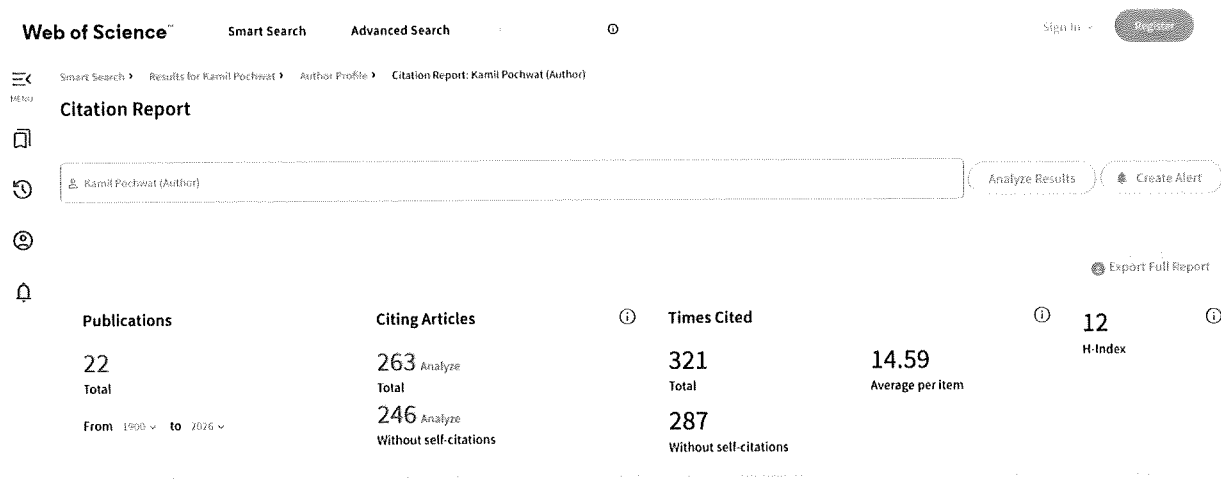 Web of Science™ Smart Search Advanced Search
Sign In Register
MENU
Smart Search > Results for Kamil Pochwat > Author Profile > Citation Report: Kamil Pochwat (Author)
Citation Report
Kamil Pochwat (Author)
Analyze Results Create Alert
Export Full Report
Publications
22
Total
From 1900 to 2026
Citing Articles
263 Analyze
Total
246 Analyze
Without self-citations
Times Cited
321
Total
14.59
Average per item
287
Without self-citations
12
H-Index